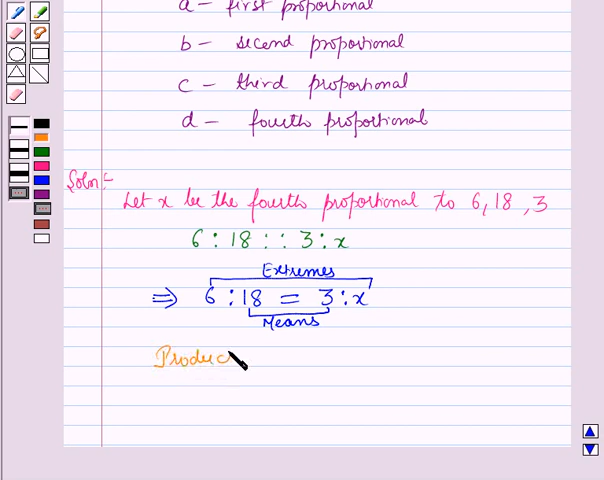 a - first proportional
b - second proportional
c - third proportional
d - fourth proportional
Soln:-
Let x be the fourth proportional to 6, 18, 3
6 : 18 : : 3 : x
Extremes
⇒ 6 : 18 = 3 : x
Means
Produc